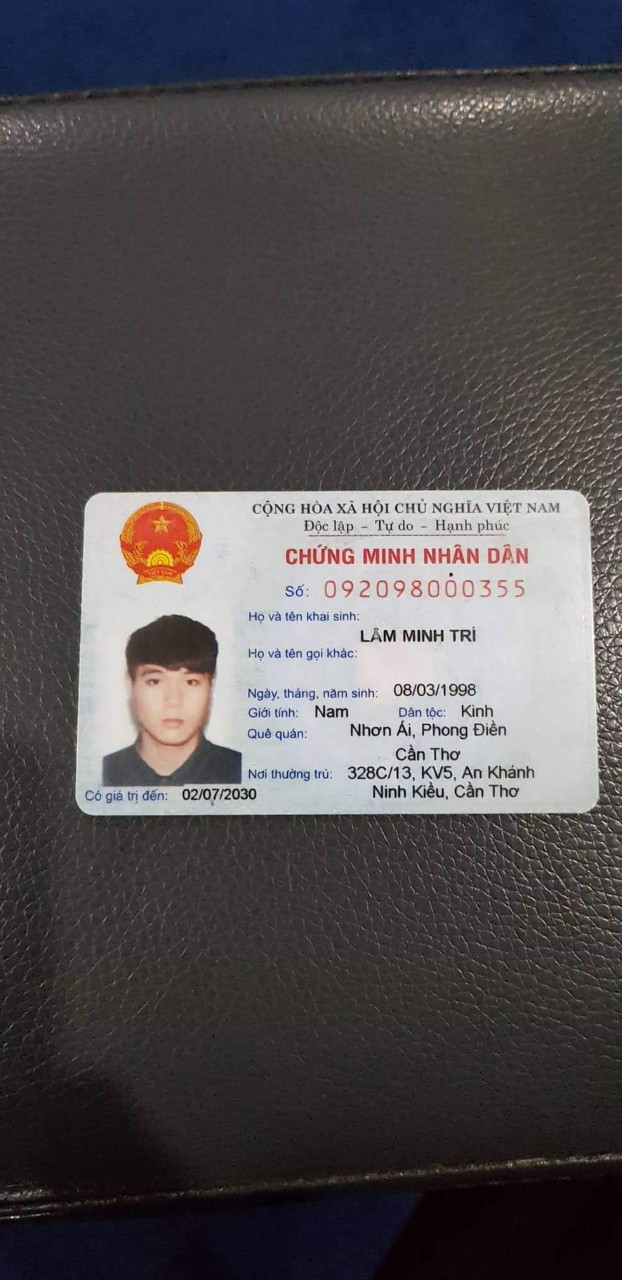 CỘNG HÒA XÃ HỘI CHỦ NGHĨA VIỆT NAM
Độc lập - Tự do - Hạnh phúc
CHỨNG MINH NHÂN DÂN
Số: 092098000355
Họ và tên khai sinh:
LÂM MINH TRÍ
Họ và tên gọi khác:
Ngày, tháng, năm sinh: 08/03/1998
Giới tính: Nam Dân tộc: Kinh
Quê quán: Nhơn Ái, Phong Điền
Cần Thơ
Nơi thường trú: 328C/13, KV5, An Khánh
Ninh Kiều, Cần Thơ
Có giá trị đến: 02/07/2030